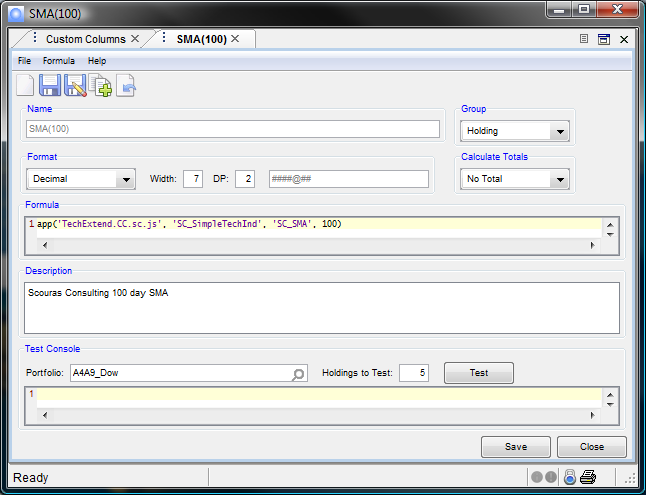 SMA(100)
Custom Columns
SMA(100)
File Formula Help
Name
SMA(100)
Group
Holding
Format
Decimal
Width: 7 DP: 2 ####@##
Calculate Totals
No Total
Formula
1 app('TechExtend.CC.sc.js', 'SC_SimpleTechInd', 'SC_SMA', 100)
Description
Scouras Consulting 100 day SMA
Test Console
Portfolio: A4A9_Dow Holdings to Test: 5 Test
1
Save Close
Ready